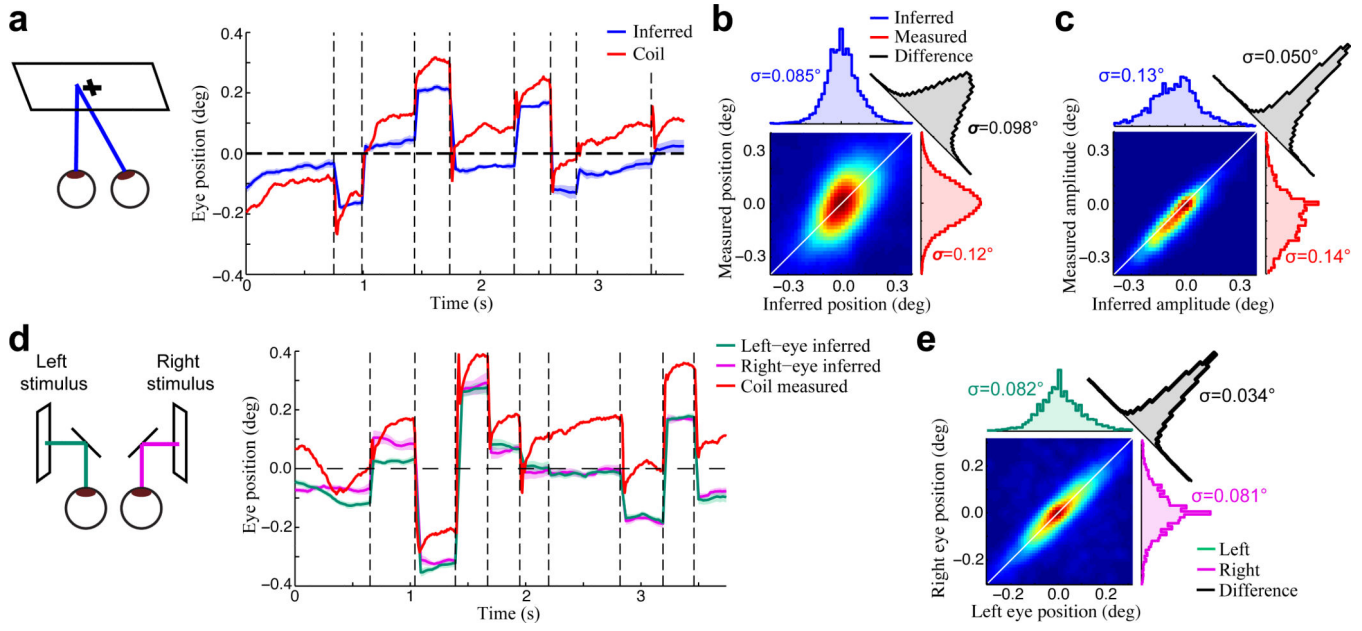 a
Inferred
Coil
Eye position (deg)
0.4
0.2
0.0
−0.2
−0.4
0
1
2
3
Time (s)
b
Inferred
Measured
Difference
σ=0.085°
σ=0.098°
σ=0.12°
Measured position (deg)
0.3
0.0
−0.3
−0.3
0.0
0.3
Inferred position (deg)
c
σ=0.13°
σ=0.050°
σ=0.14°
Measured amplitude (deg)
0.3
0.0
−0.3
−0.3
0.0
0.3
Inferred amplitude (deg)
d
Left
stimulus
Right
stimulus
Left−eye inferred
Right−eye inferred
Coil measured
Eye position (deg)
0.4
0.2
0.0
−0.2
−0.4
0
1
2
3
Time (s)
e
σ=0.082°
σ=0.034°
σ=0.081°
Right eye position (deg)
0.2
0.0
−0.2
−0.2
0.0
0.2
Left eye position (deg)
Left
Right
Difference